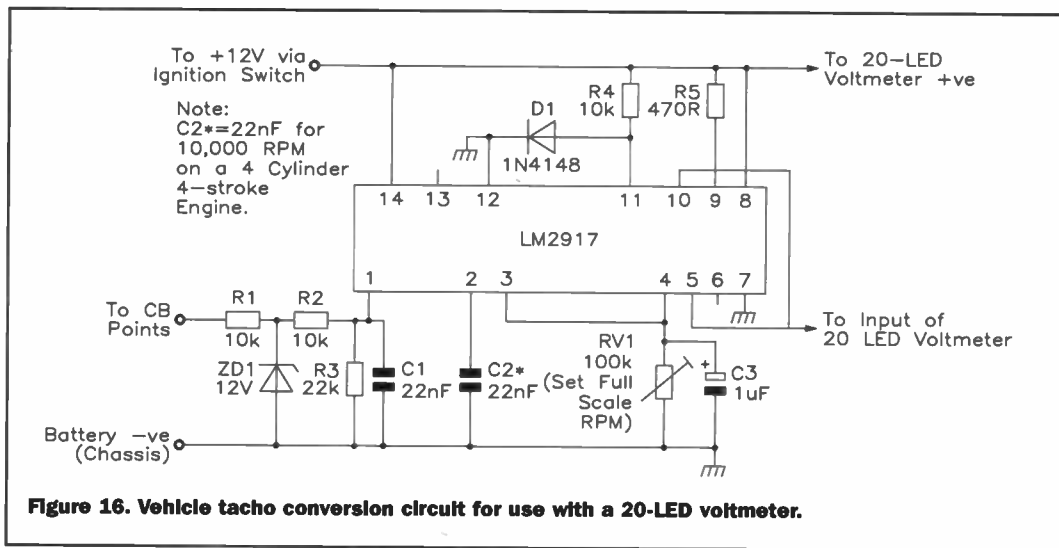 To +12V via
Ignition Switch
To 20-LED
Voltmeter +ve
Note:
C2*=22nF for
10,000 RPM
on a 4 Cylinder
4-stroke
Engine.
D1
1N4148
R4
10k
R5
470R
14 13 12 11 10 9 8
LM2917
1 2 3 4 5 6 7
To CB
Points
R1
10k
R2
10k
ZD1
12V
R3
22k
C1
22nF
C2*
22nF
RV1
100k
(Set Full
Scale
RPM)
+
C3
1uF
To Input of
20 LED Voltmeter
Battery -ve
(Chassis)
Figure 16. Vehicle tacho conversion circuit for use with a 20-LED voltmeter.